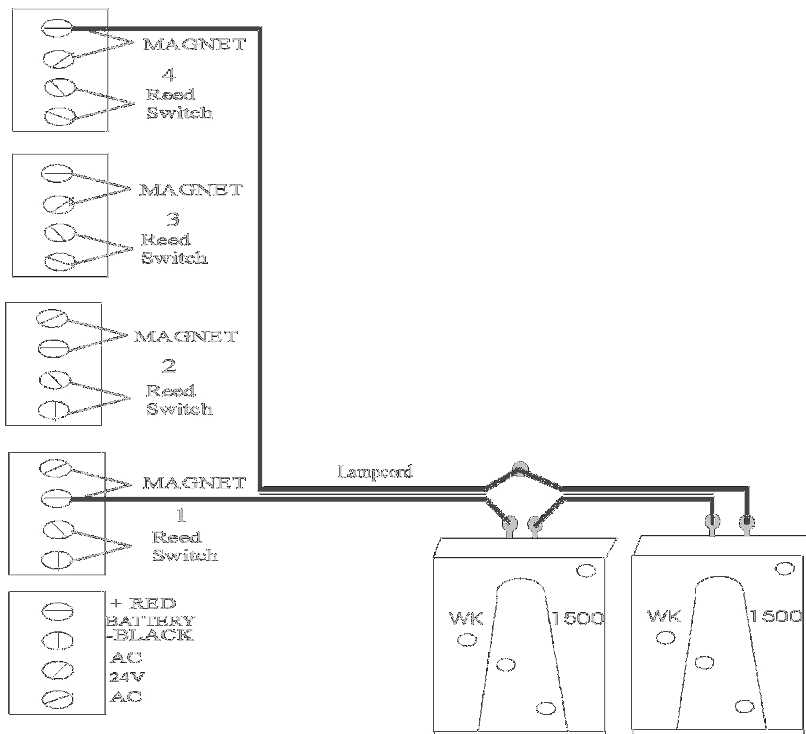 MAGNET
4
Reed
Switch
MAGNET
3
Reed
Switch
MAGNET
2
Reed
Switch
MAGNET
1
Reed
Switch
Lampcord
+ RED
BATTERY
-BLACK
AC
24V
AC
WK 1500
WK 1500